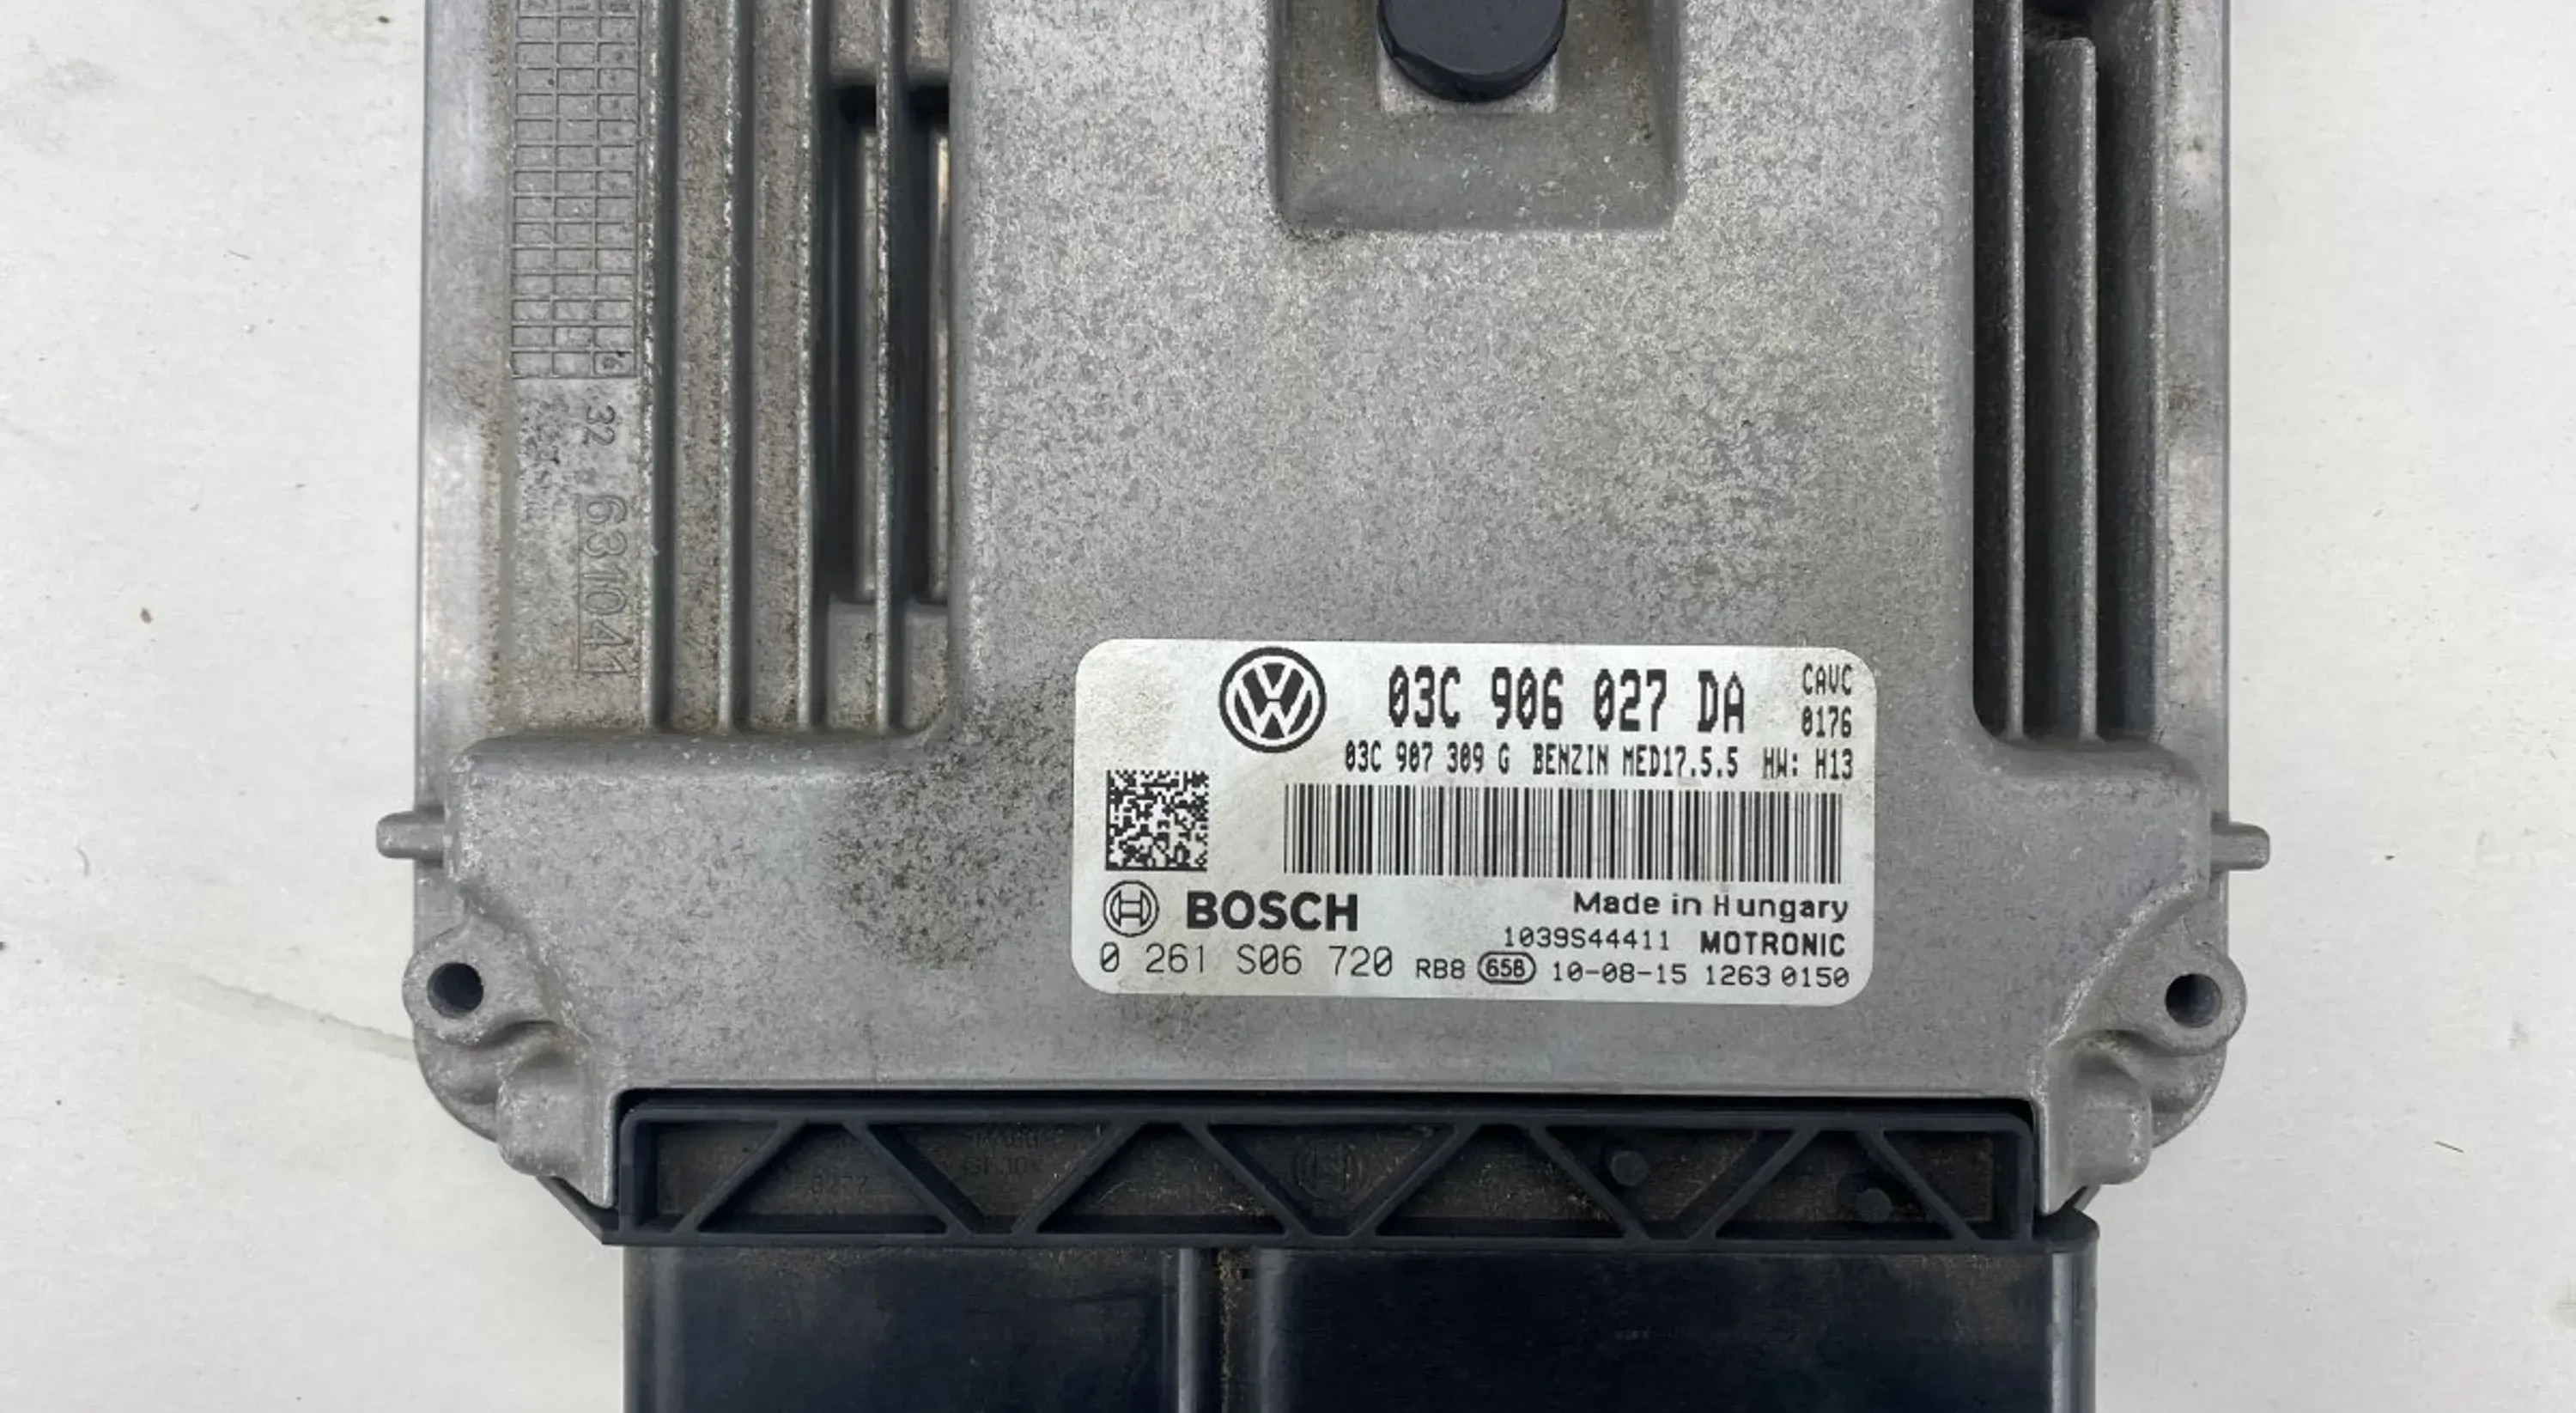 32.631041
03C 906 027 DA
CAVC
0176
03C 907 309 G BENZIN MED17.5.5 HW: H13
BOSCH
Made in Hungary
1039S44411 MOTRONIC
0 261 S06 720 RB8 658 10-08-15 1263 0150